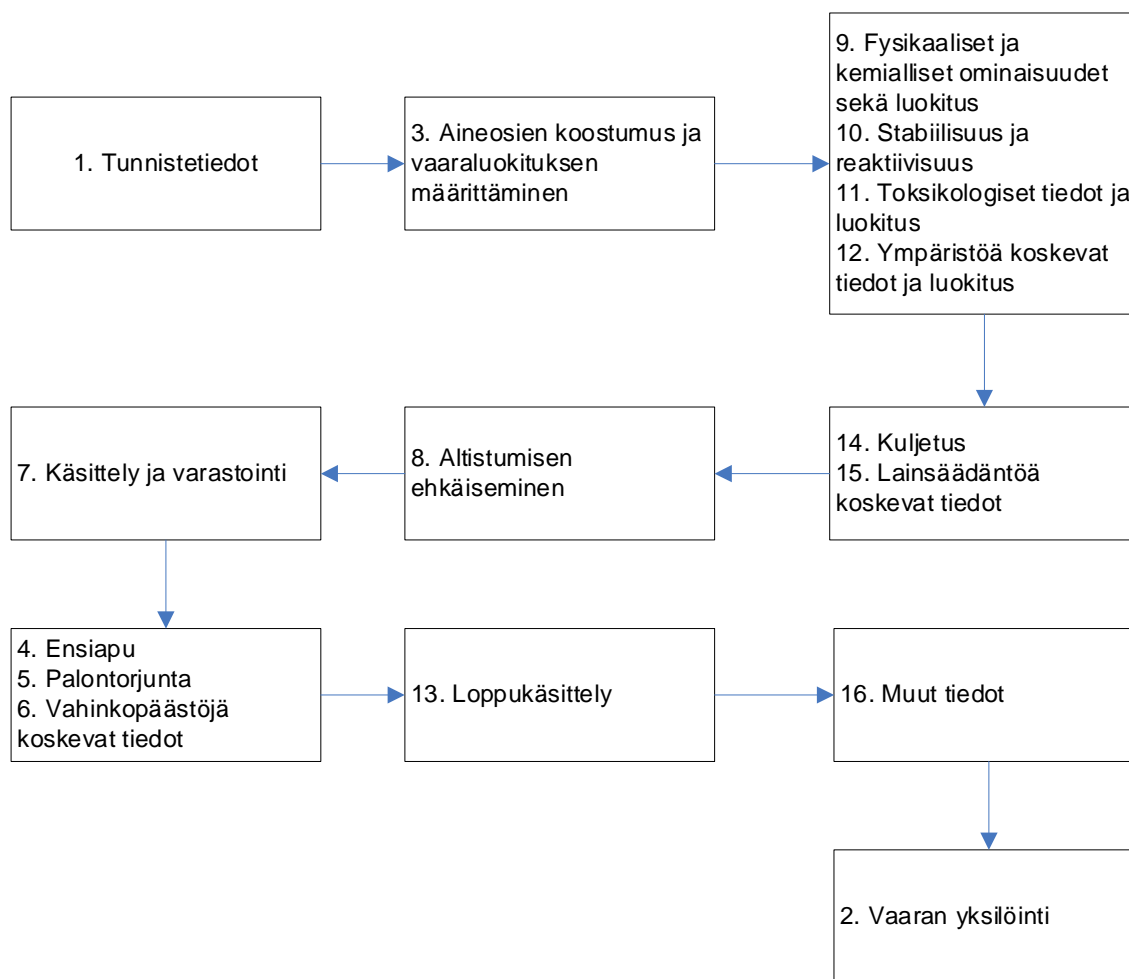 1. Tunnistetiedot
3. Aineosien koostumus ja
vaaraluokituksen
määrittäminen
9. Fysikaaliset ja
kemialliset ominaisuudet
sekä luokitus
10. Stabiilisuus ja
reaktiivisuus
11. Toksikologiset tiedot ja
luokitus
12. Ympäristöä koskevat
tiedot ja luokitus
14. Kuljetus
15. Lainsäädäntöä
koskevat tiedot
8. Altistumisen
ehkäiseminen
7. Käsittely ja varastointi
4. Ensiapu
5. Palontorjunta
6. Vahinkopäästöjä
koskevat tiedot
13. Loppukäsittely
16. Muut tiedot
2. Vaaran yksilöinti